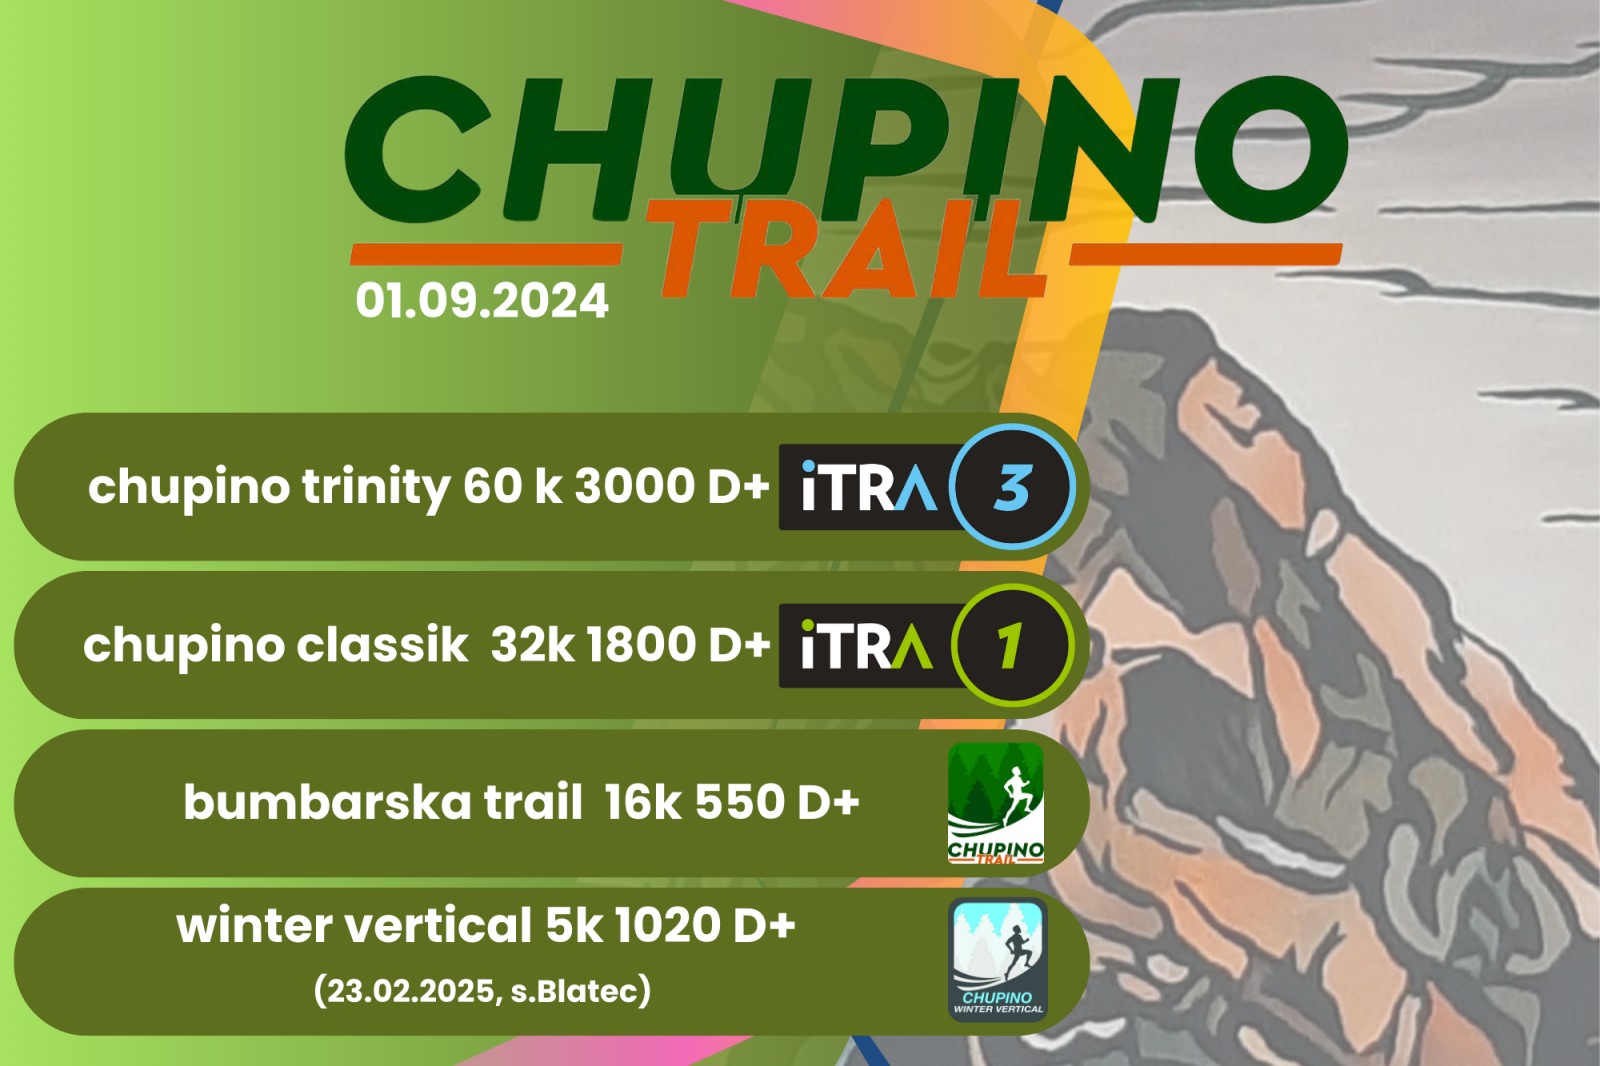 CHUPINO
TRAIL
01.09.2024
chupino trinity 60 k 3000 D+ iTRA 3
chupino classik 32k 1800 D+ iTRA 1
bumbarska trail 16k 550 D+
CHUPINO
TRAIL
winter vertical 5k 1020 D+
(23.02.2025, s.Blatec)
CHUPINO
WINTER VERTICAL